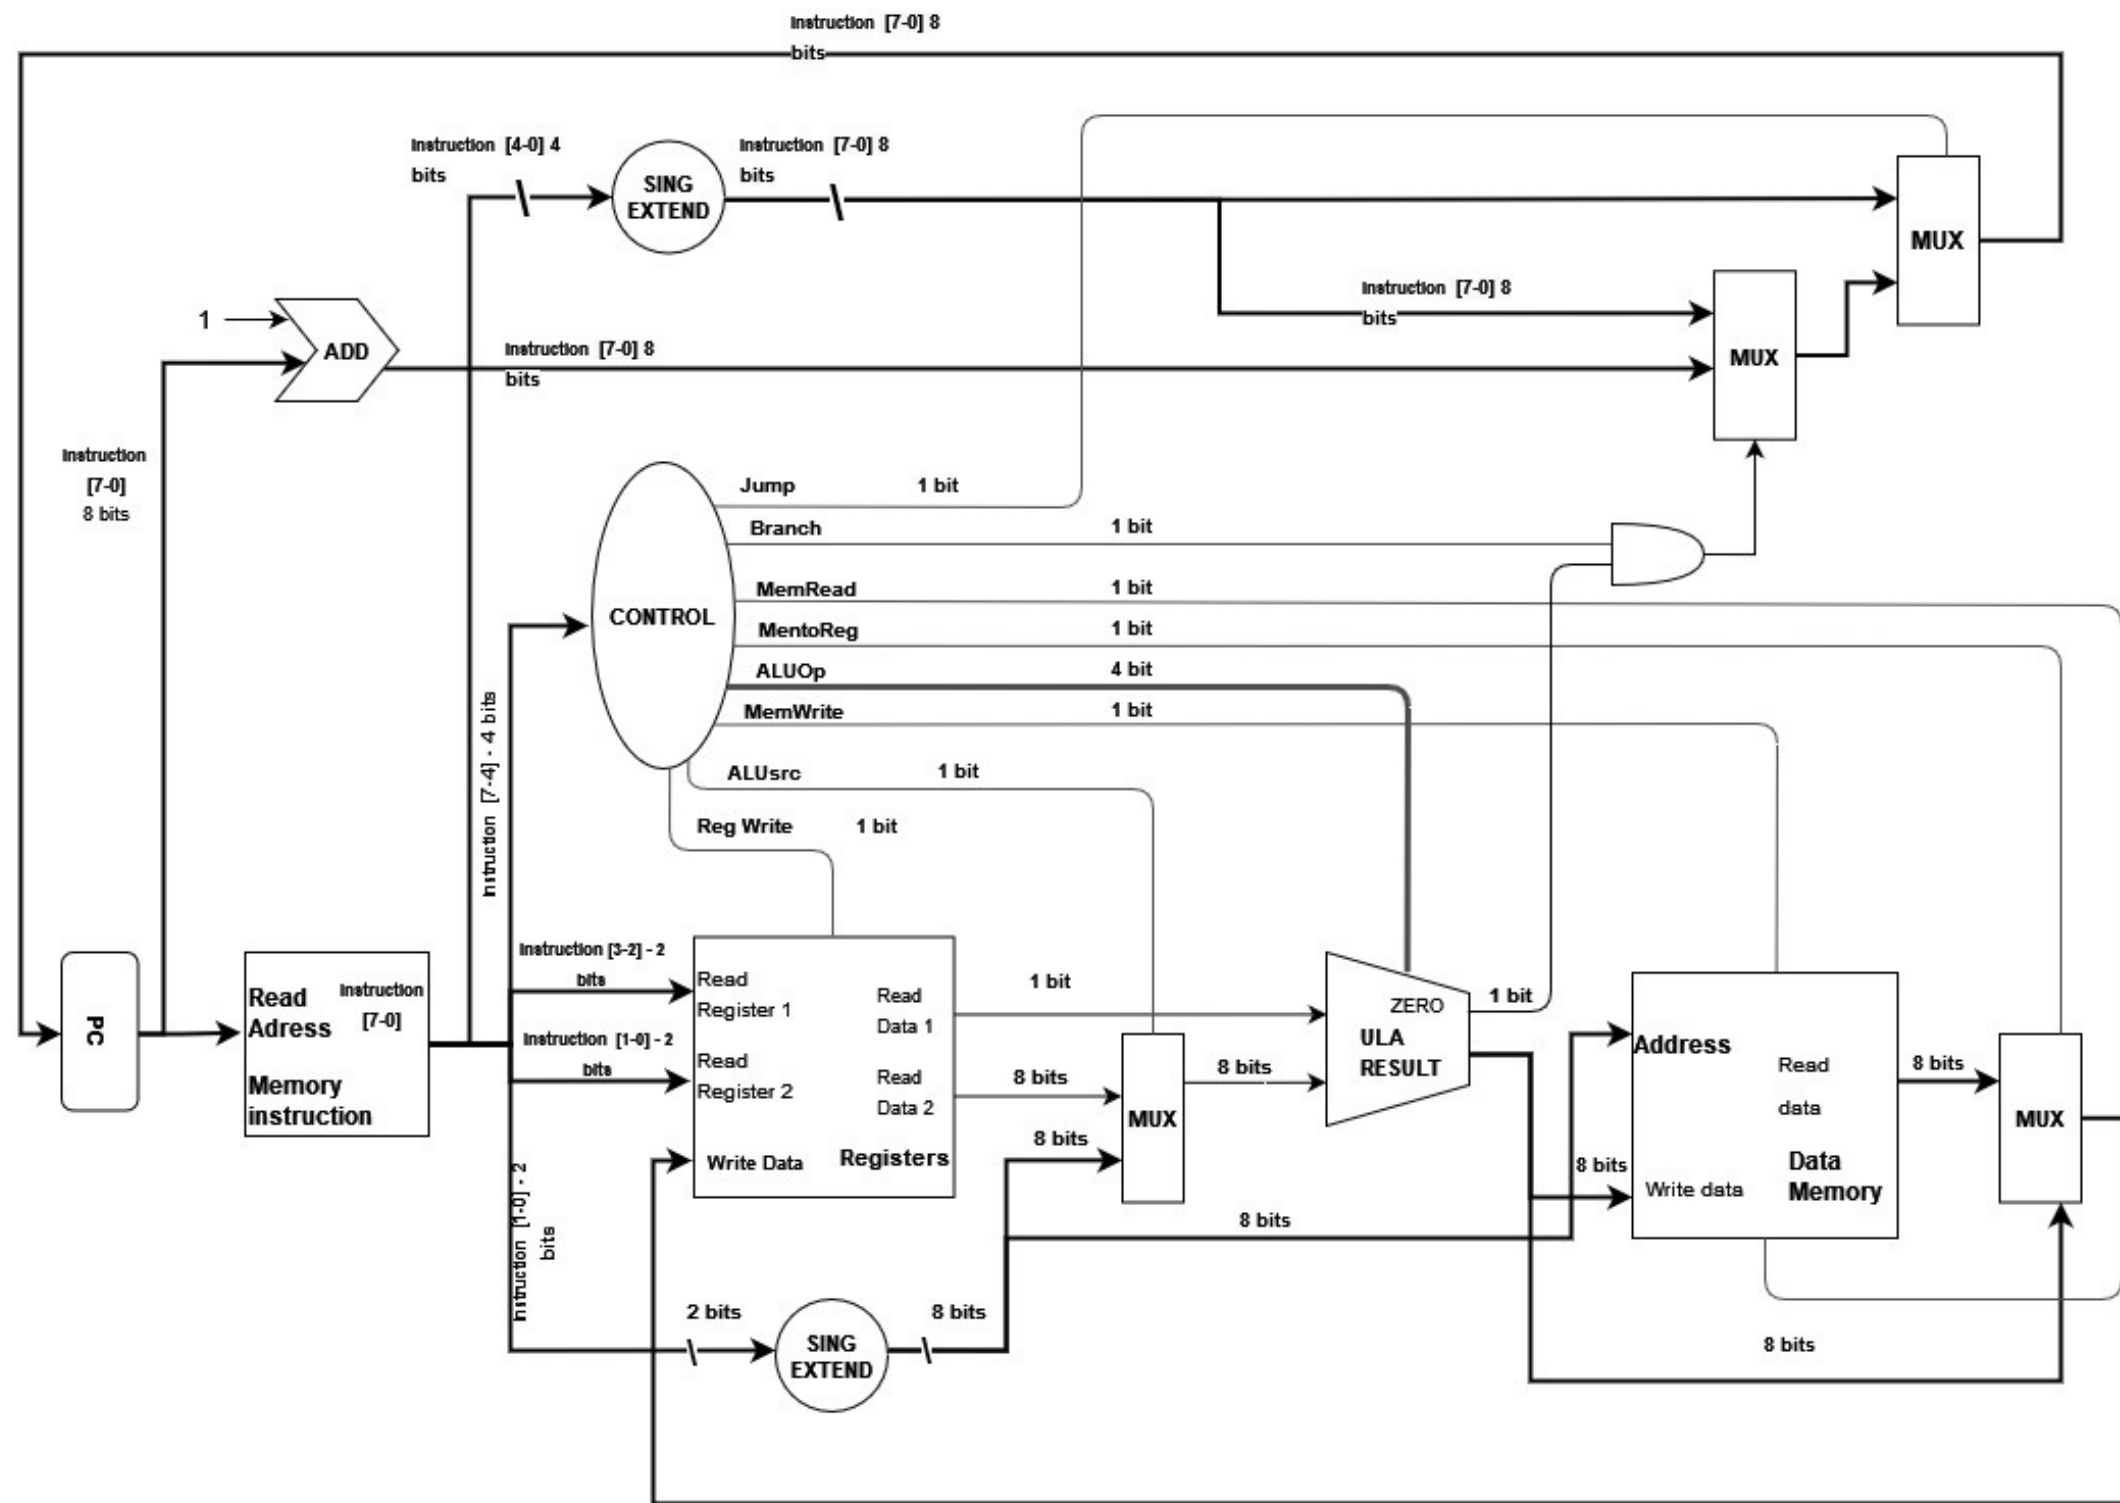 Instruction [7-0] 8
bits
Instruction [4-0] 4
bits
SING
EXTEND
Instruction [7-0] 8
bits
MUX
Instruction [7-0] 8
bits
MUX
1
ADD
Instruction [7-0] 8
bits
Instruction
[7-0]
8 bits
CONTROL
Jump 1 bit
Branch 1 bit
MemRead 1 bit
MentoReg 1 bit
ALUOp 4 bit
MemWrite 1 bit
ALUsrc 1 bit
Reg Write 1 bit
Instruction [7-4] - 4 bits
PC
Read
Adress
Instruction
[7-0]
Memory
instruction
Instruction [3-2] - 2
bits
Instruction [1-0] - 2
bits
Instruction [1-0] - 2
bits
Read
Register 1
Read
Register 2
Write Data
Read
Data 1
Read
Data 2
Registers
1 bit
8 bits
8 bits
MUX
8 bits
ZERO
ULA
RESULT
1 bit
8 bits
8 bits
Address
Read
data
Write data
Data
Memory
8 bits
MUX
2 bits
SING
EXTEND
8 bits
8 bits